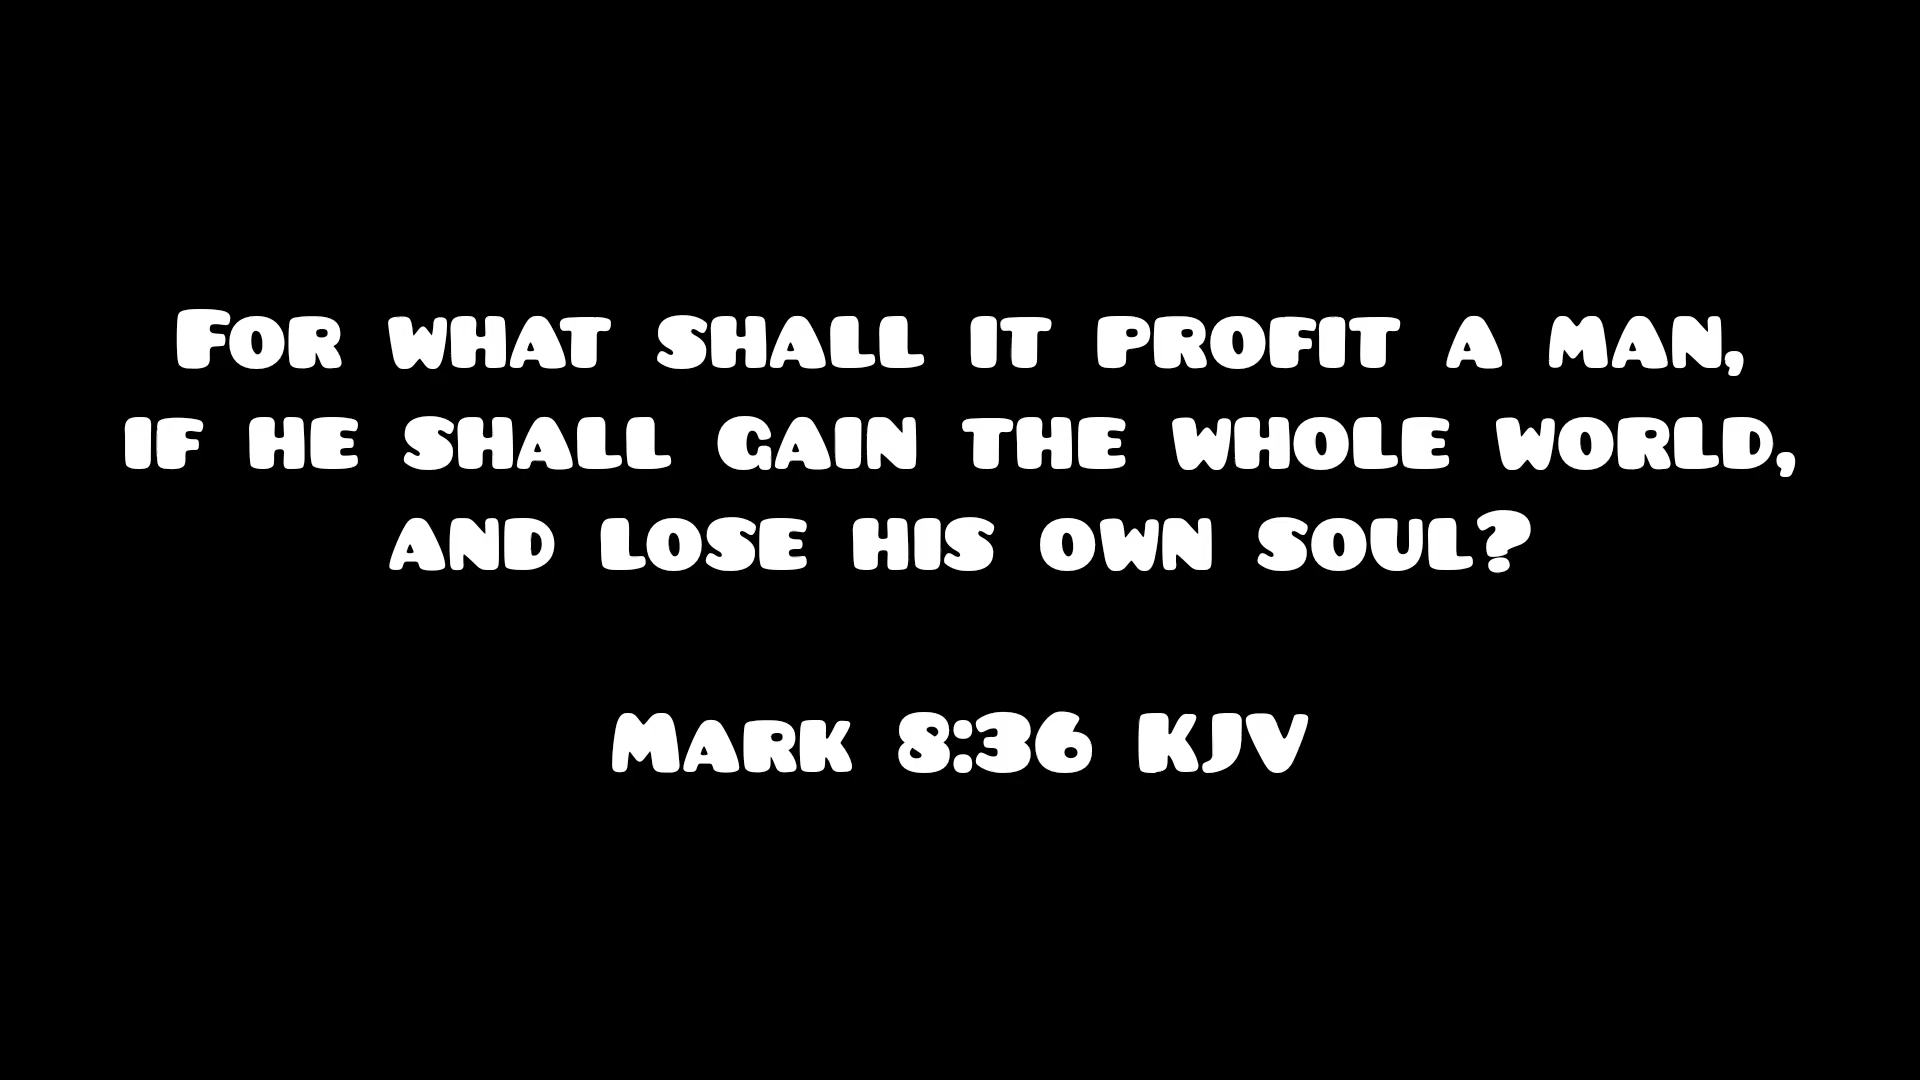 For what shall it profit a man,
if he shall gain the whole world,
and lose his own soul?
Mark 8:36 KJV